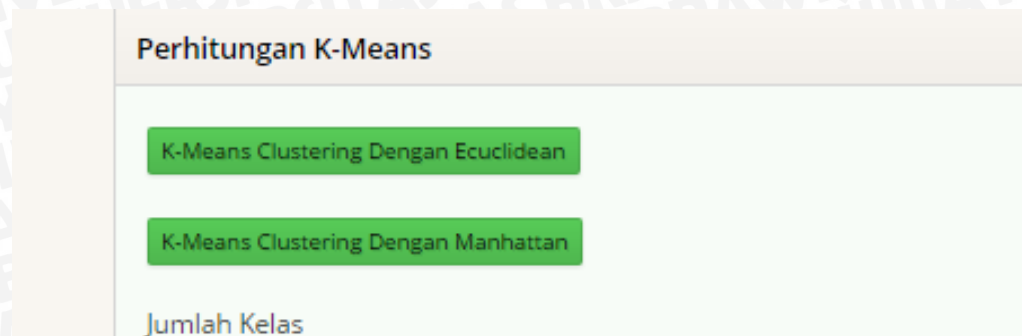 Perhitungan K-Means
K-Means Clustering Dengan Ecuclidean
K-Means Clustering Dengan Manhattan
Jumlah Kelas